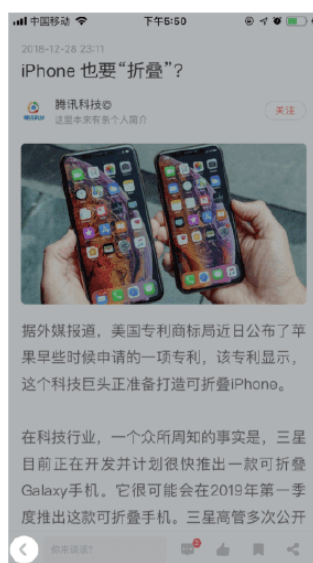 中国移动 下午5:50
2018-12-28 23:11
iPhone 也要“折叠”?
腾讯科技
这里本来有条个人简介
关注
据外媒报道，美国专利商标局近日公布了苹
果早些时候申请的一项专利，该专利显示，
这个科技巨头正准备打造可折叠iPhone。
在科技行业，一个众所周知的事实是，三星
目前正在开发并计划很快推出一款可折叠
Galaxy手机。它很可能会在2019年第一季
度推出这款可折叠手机。三星高管多次公开
你来谈谈?
2